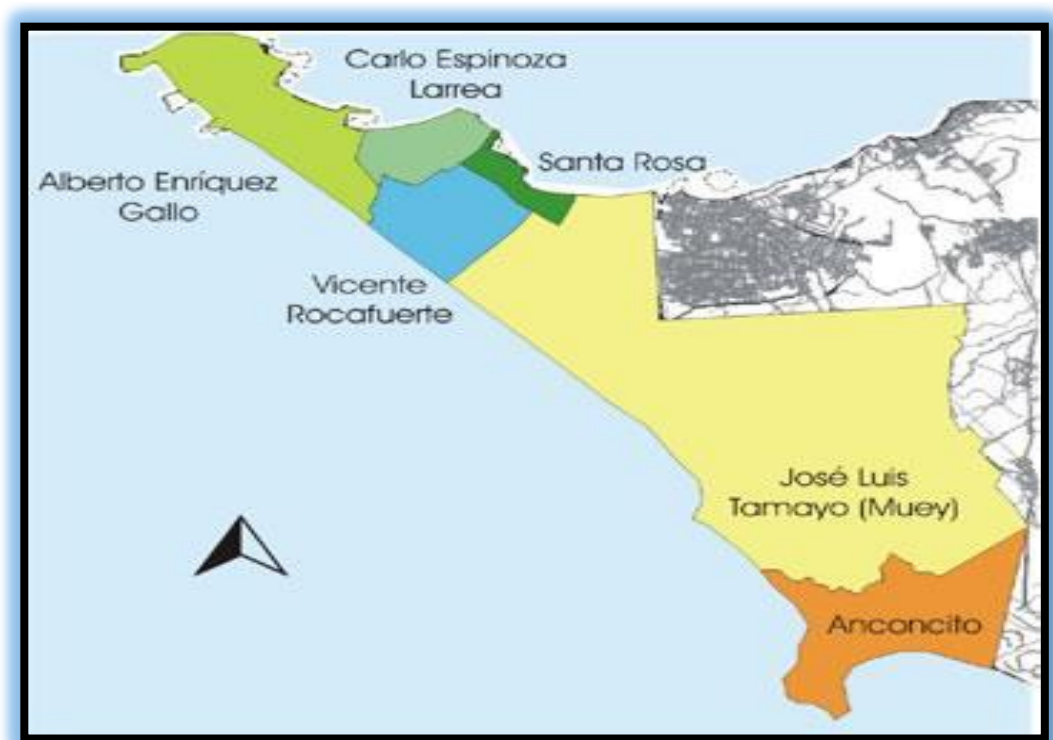 Carlo Espinoza
Larrea
Santa Rosa
Alberto Enríquez
Gallo
Vicente
Rocafuerte
José Luis
Tamayo (Muey)
Anconcito